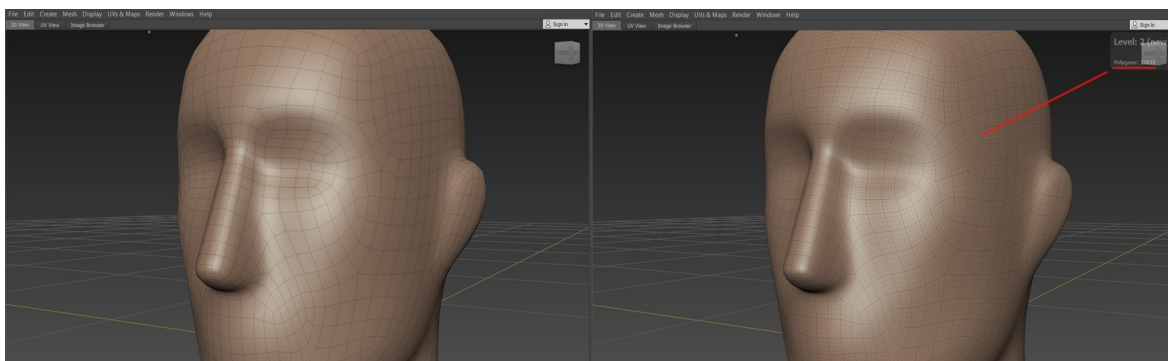 File Edit Create Mesh Display UVs & Maps Render Windows Help
3D View UV View Image Browser
Sign In
File Edit Create Mesh Display UVs & Maps Render Windows Help
3D View UV View Image Browser
Sign In
Level: 2 (new
Polygons: